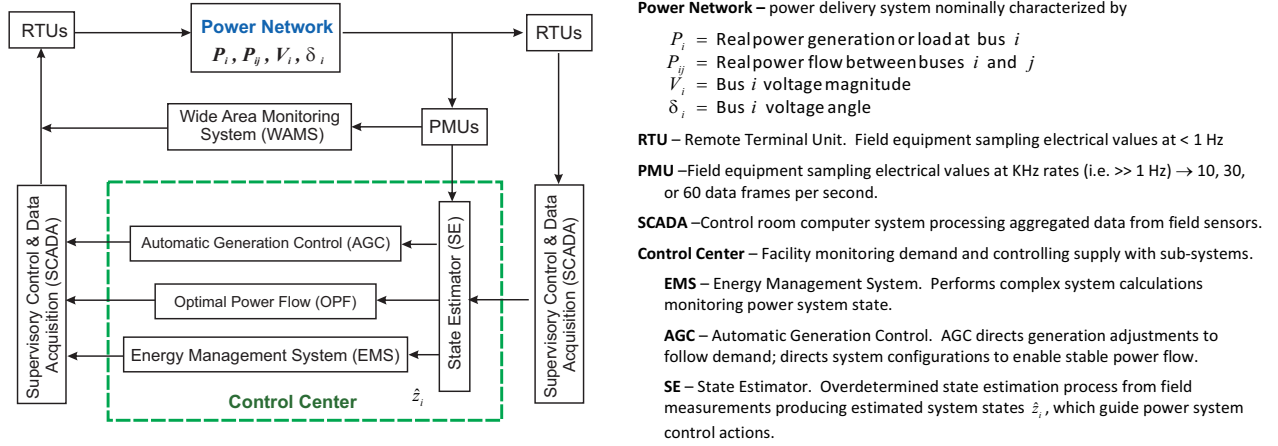 RTUs
Power Network
P_i, P_ij, V_i, δ_i
RTUs
Wide Area Monitoring
System (WAMS)
PMUs
Supervisory Control & Data
Acquisition (SCADA)
Automatic Generation Control (AGC)
Optimal Power Flow (OPF)
Energy Management System (EMS)
State Estimator (SE)
Supervisory Control & Data
Acquisition (SCADA)
Control Center
ẑ_i
Power Network – power delivery system nominally characterized by
P_i = Real power generation or load at bus i
P_ij = Real power flow between buses i and j
V_i = Bus i voltage magnitude
δ_i = Bus i voltage angle
RTU – Remote Terminal Unit. Field equipment sampling electrical values at < 1 Hz
PMU –Field equipment sampling electrical values at KHz rates (i.e. >> 1 Hz) → 10, 30,
or 60 data frames per second.
SCADA –Control room computer system processing aggregated data from field sensors.
Control Center – Facility monitoring demand and controlling supply with sub-systems.
EMS – Energy Management System. Performs complex system calculations
monitoring power system state.
AGC – Automatic Generation Control. AGC directs generation adjustments to
follow demand; directs system configurations to enable stable power flow.
SE – State Estimator. Overdetermined state estimation process from field
measurements producing estimated system states ẑ_i, which guide power system
control actions.